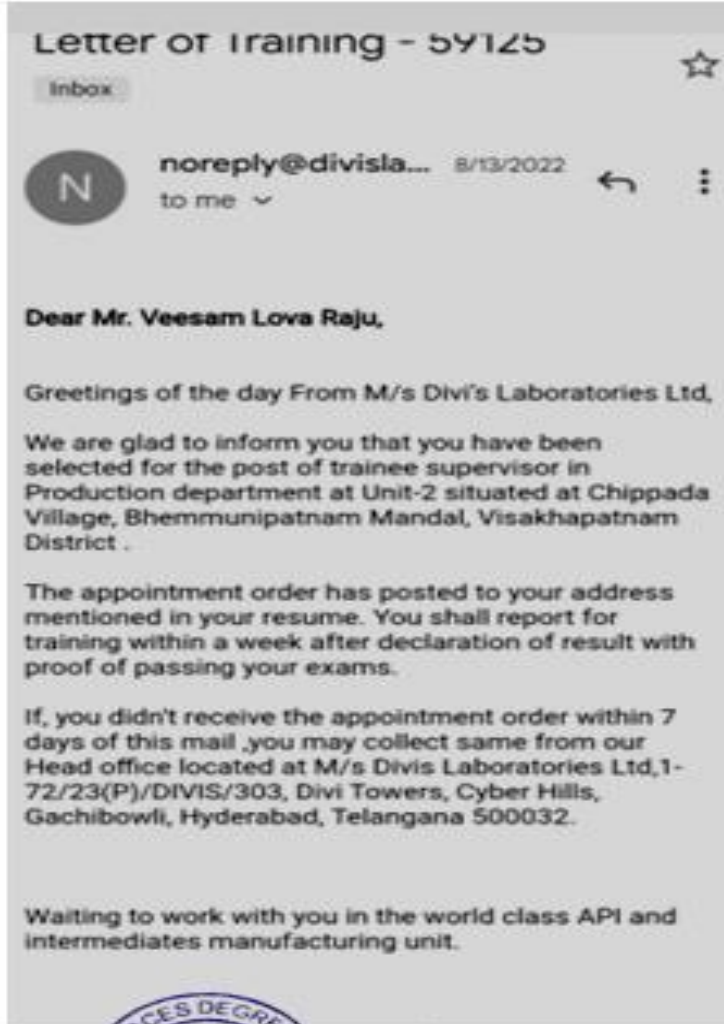 Letter of Training - 59125
Inbox
N
noreply@divisla... 8/13/2022
to me
Dear Mr. Veesam Lova Raju,
Greetings of the day From M/s Divi's Laboratories Ltd,
We are glad to inform you that you have been
selected for the post of trainee supervisor in
Production department at Unit-2 situated at Chippada
Village, Bhemmunipatnam Mandal, Visakhapatnam
District .
The appointment order has posted to your address
mentioned in your resume. You shall report for
training within a week after declaration of result with
proof of passing your exams.
If, you didn't receive the appointment order within 7
days of this mail ,you may collect same from our
Head office located at M/s Divis Laboratories Ltd,1-
72/23(P)/DIVIS/303, Divi Towers, Cyber Hills,
Gachibowli, Hyderabad, Telangana 500032.
Waiting to work with you in the world class API and
intermediates manufacturing unit.